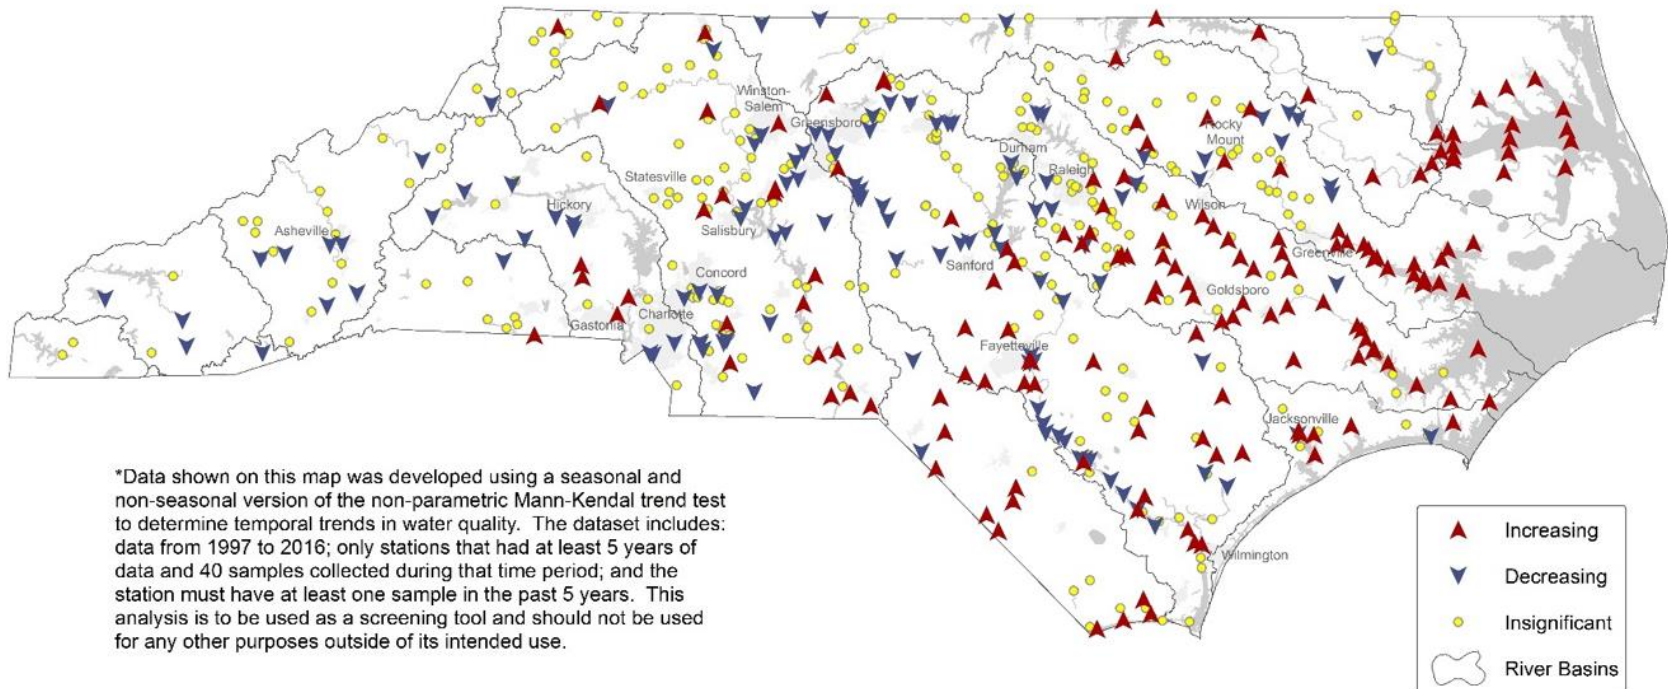 Winston-
Salem
Greensboro
Rocky
Mount
Durham
Raleigh
Statesville
Hickory
Wilson
Asheville
Salisbury
Greenville
Sanford
Concord
Goldsboro
Charlotte
Gastonia
Fayetteville
Jacksonville
Wilmington
*Data shown on this map was developed using a seasonal and
non-seasonal version of the non-parametric Mann-Kendal trend test
to determine temporal trends in water quality. The dataset includes:
data from 1997 to 2016; only stations that had at least 5 years of
data and 40 samples collected during that time period; and the
station must have at least one sample in the past 5 years. This
analysis is to be used as a screening tool and should not be used
for any other purposes outside of its intended use.
Increasing
Decreasing
Insignificant
River Basins